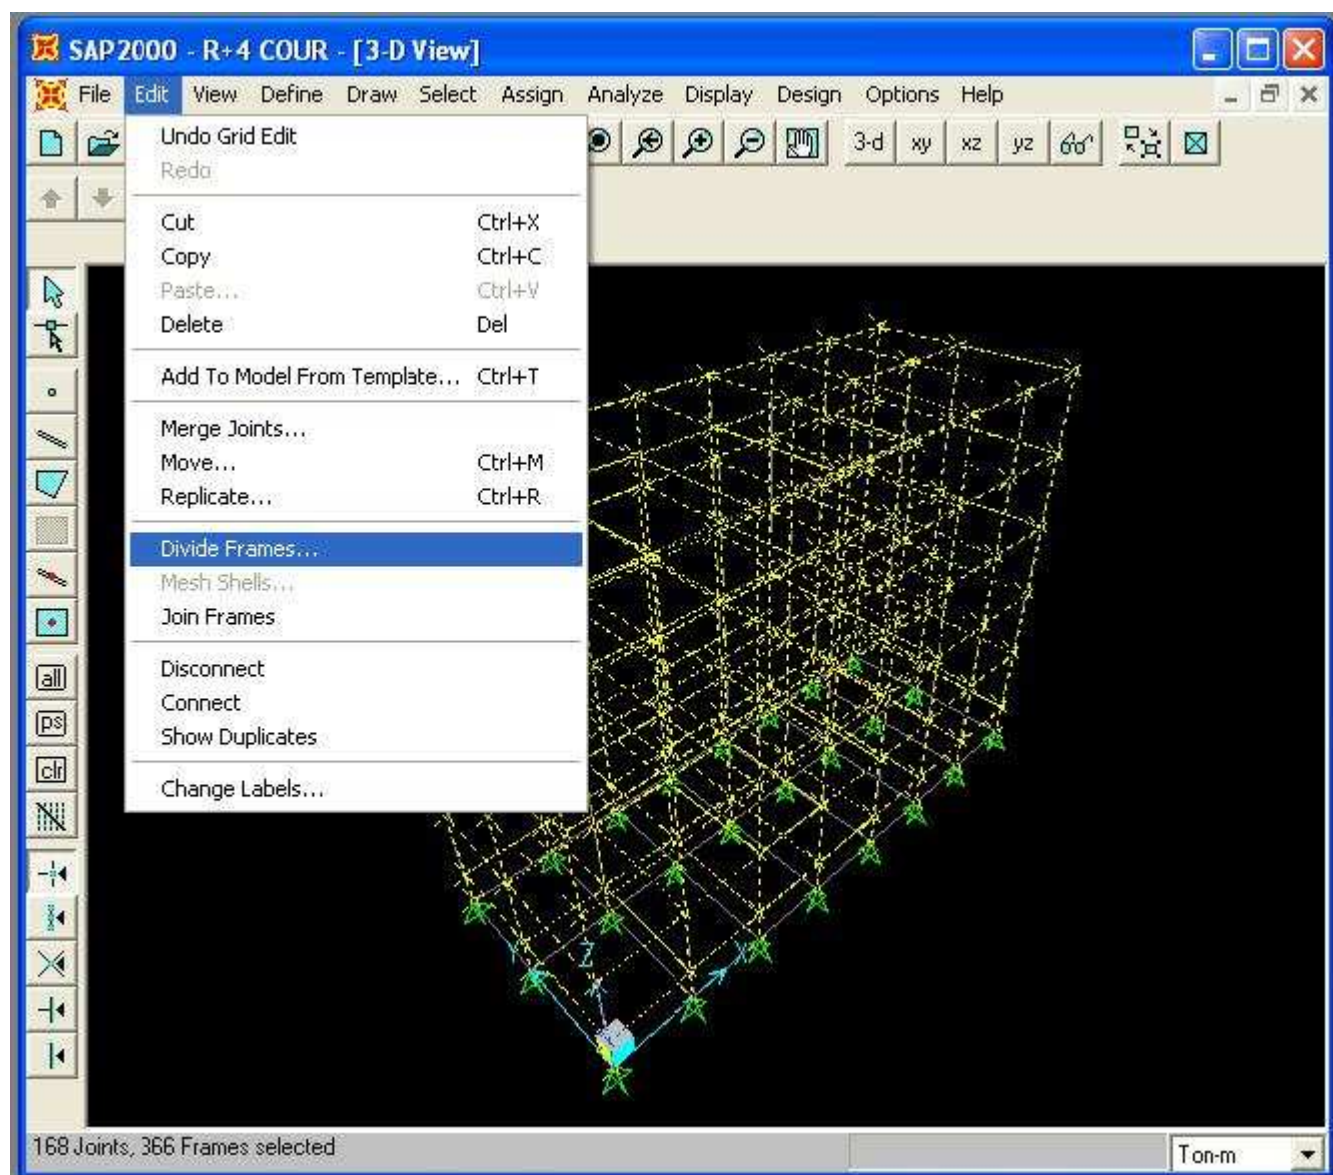 SAP2000 - R+4 COUR - [3-D View]
File Edit View Define Draw Select Assign Analyze Display Design Options Help
3-d xy xz yz
Undo Grid Edit
Redo
Cut Ctrl+X
Copy Ctrl+C
Paste... Ctrl+V
Delete Del
Add To Model From Template... Ctrl+T
Merge Joints...
Move... Ctrl+M
Replicate... Ctrl+R
Divide Frames...
Mesh Shells...
Join Frames
Disconnect
Connect
Show Duplicates
Change Labels...
all
ps
clr
Y Z X
168 Joints, 366 Frames selected
Ton-m